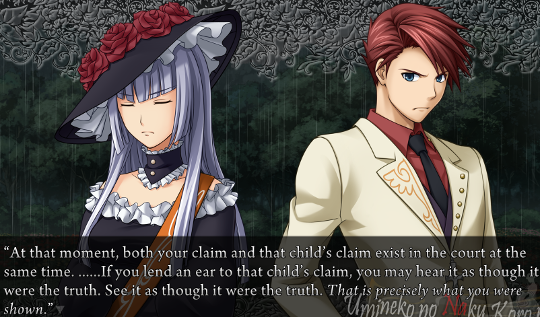 “At that moment, both your claim and that child’s claim exist in the court at the
same time. ......If you lend an ear to that child’s claim, you may hear it as though it
were the truth. See it as though it were the truth. That is precisely what you were
shown.”
Umineko no Naku Koro